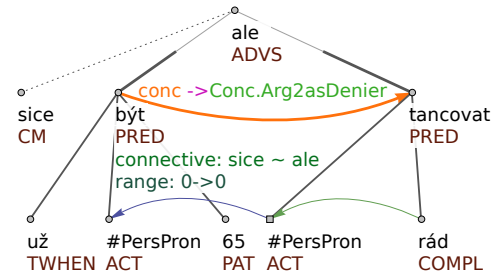 ale
ADVS
conc ->Conc.Arg2asDenier
sice být tancovat
CM PRED PRED
connective: sice ~ ale
range: 0->0
už #PersPron 65 #PersPron rád
TWHEN ACT PAT ACT COMPL